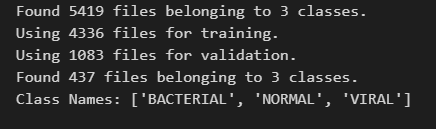 Found 5419 files belonging to 3 classes.
Using 4336 files for training.
Using 1083 files for validation.
Found 437 files belonging to 3 classes.
Class Names: ['BACTERIAL', 'NORMAL', 'VIRAL']